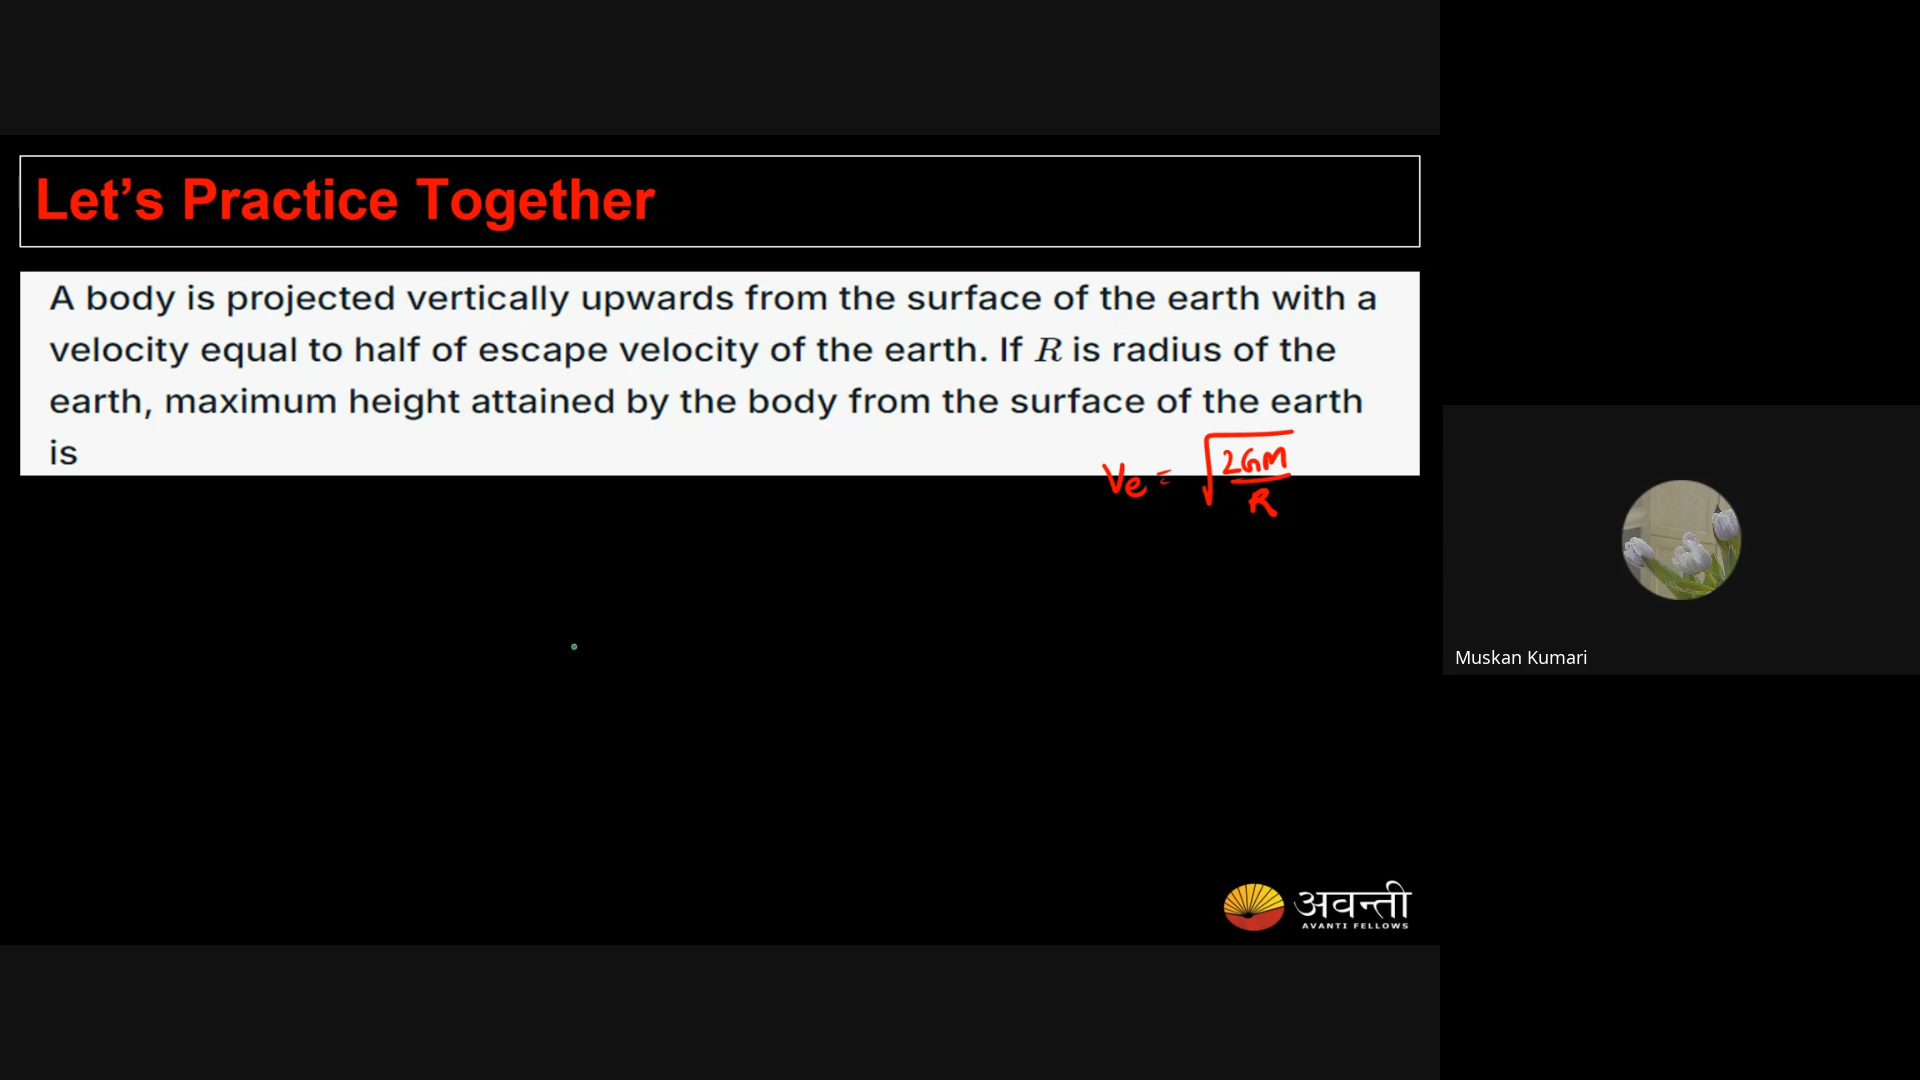 Let’s Practice Together
A body is projected vertically upwards from the surface of the earth with a
velocity equal to half of escape velocity of the earth. If R is radius of the
earth, maximum height attained by the body from the surface of the earth
is
Ve = √(2GM/R)
Muskan Kumari
अवन्ती
AVANTI FELLOWS